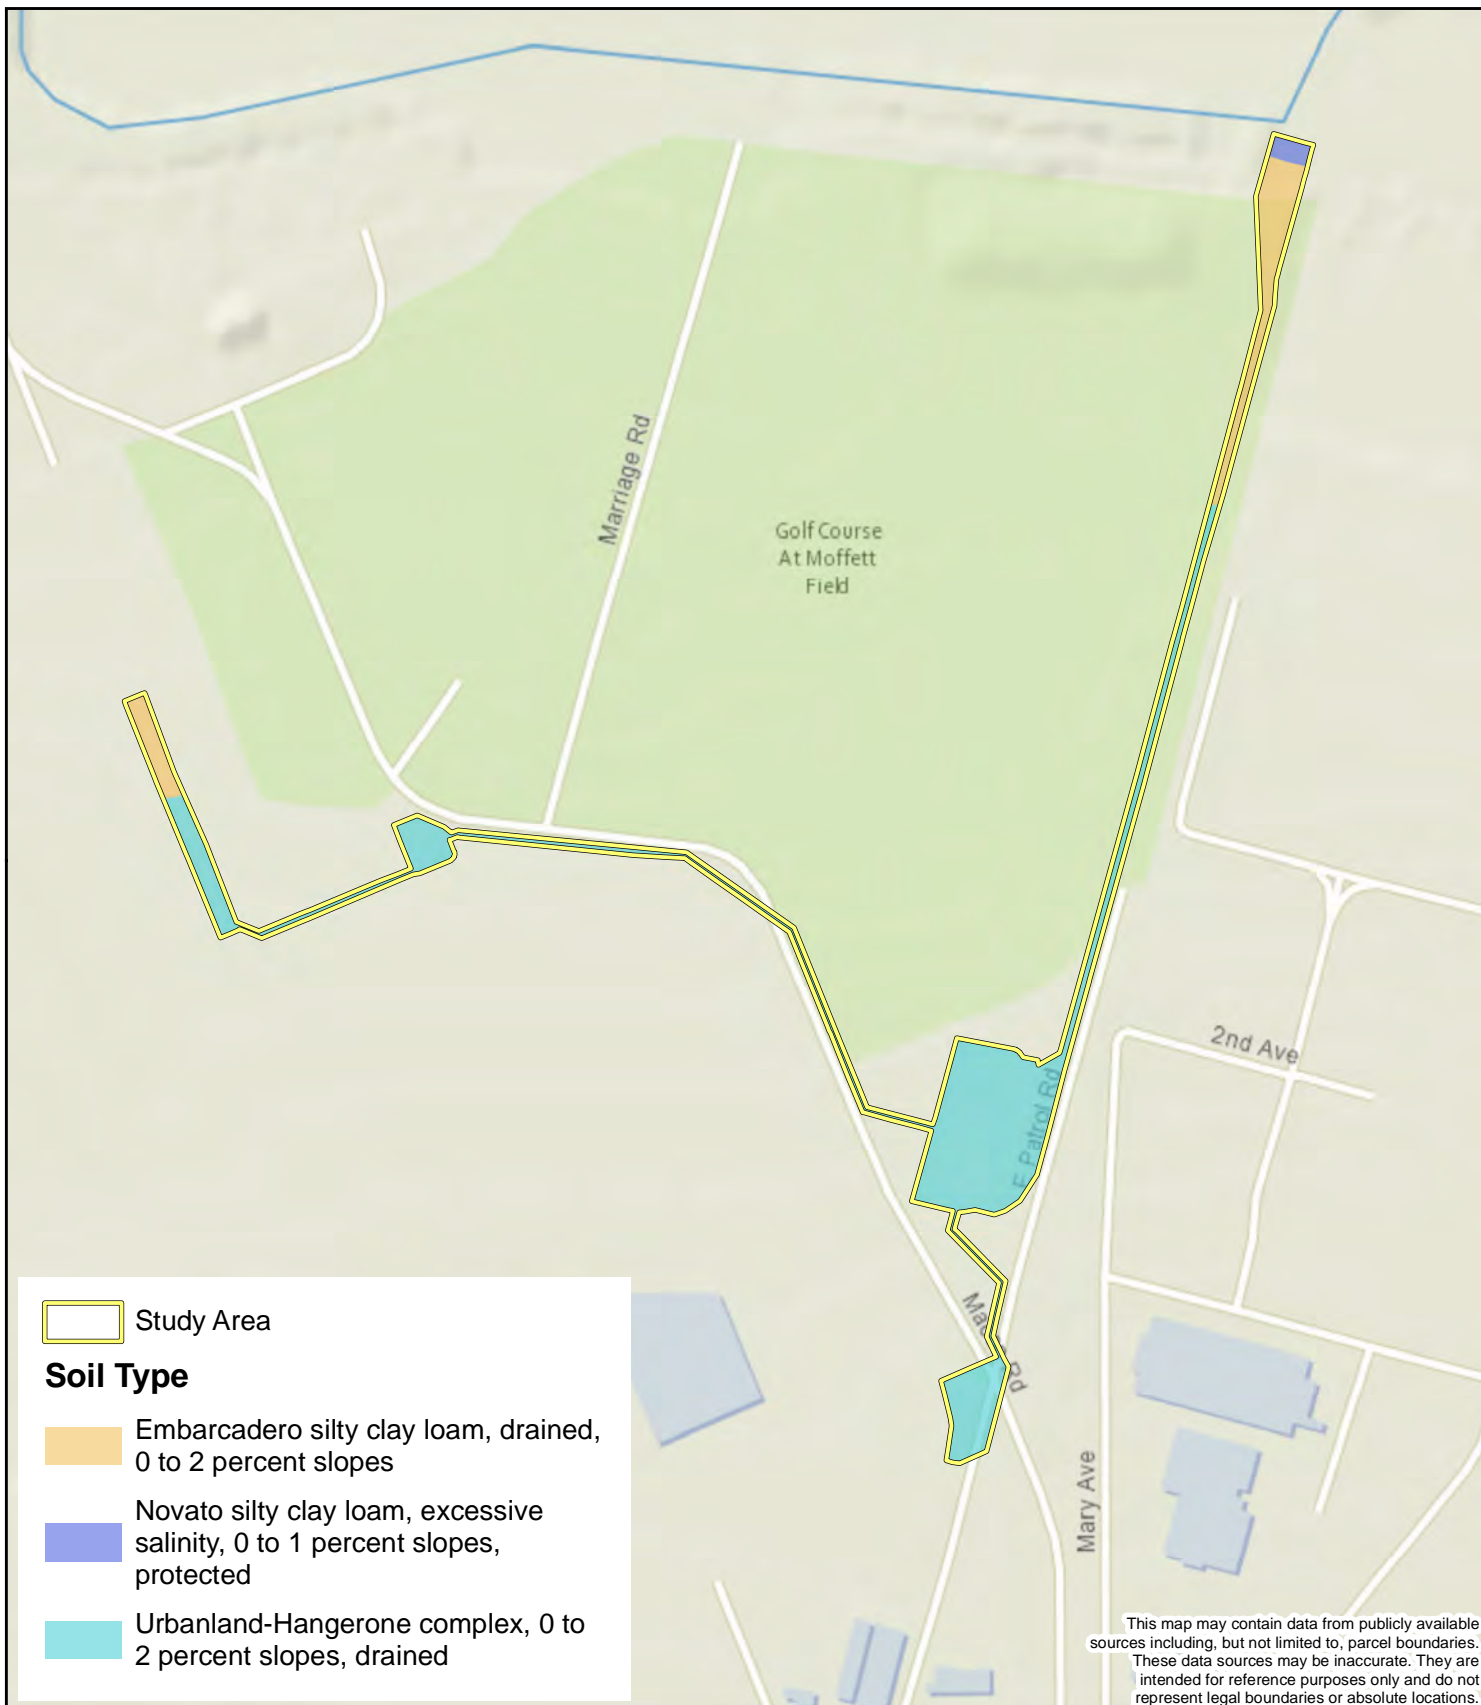 Marriage Rd
Golf Course
At Moffett
Field
2nd Ave
E Patrol Rd
Rd
Mary Ave
Study Area
Soil Type
Embarcadero silty clay loam, drained,
0 to 2 percent slopes
Novato silty clay loam, excessive
salinity, 0 to 1 percent slopes,
protected
Urbanland-Hangerone complex, 0 to
2 percent slopes, drained
This map may contain data from publicly available
sources including, but not limited to, parcel boundaries.
These data sources may be inaccurate. They are
intended for reference purposes only and do not
represent legal boundaries or absolute locations.